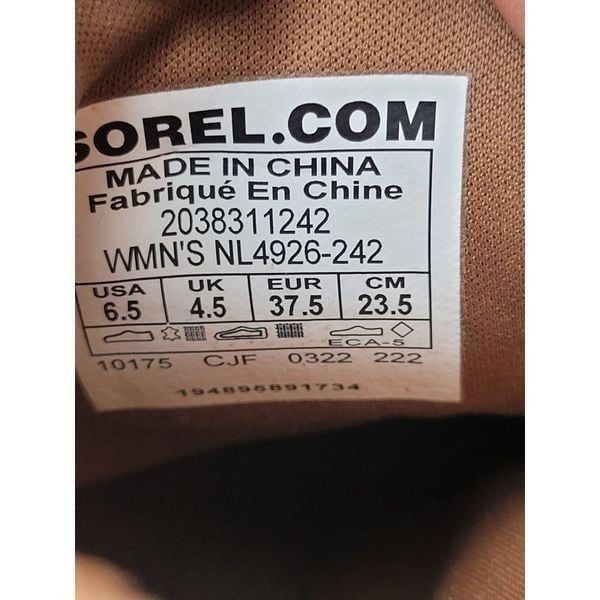 SOREL.COM
MADE IN CHINA
Fabriqué En Chine
2038311242
WMN'S NL4926-242
USA UK EUR CM
6.5 4.5 37.5 23.5
ECA-5
10175 CJF 0322 222
194895891734